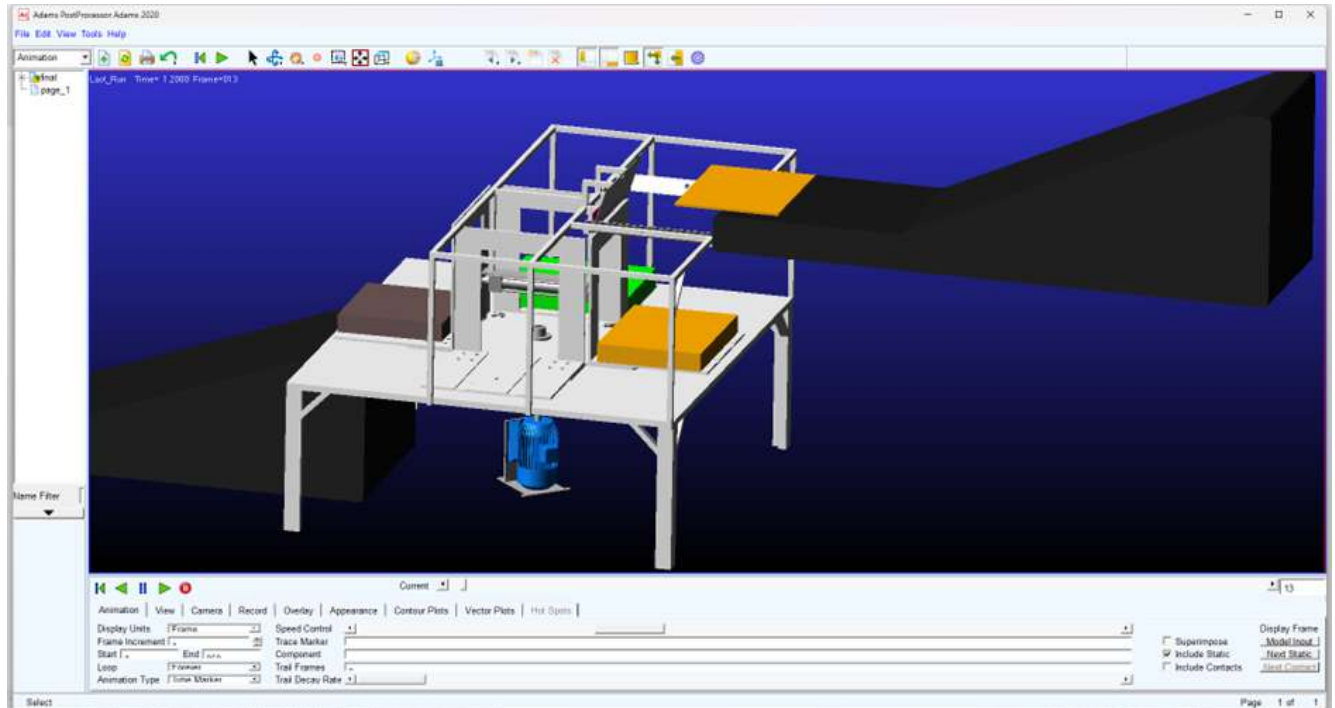 Adams PostProcessor Adams 2020
File Edit View Tools Help
Animation
final
page_1
Last_Run Time= 1.2000 Frame=013
Name Filter
Current
13
Animation View Camera Record Overlay Appearance Contour Plots Vector Plots Hot Spots
Display Units Frame Speed Control Display Frame
Frame Increment Trace Marker Superimpose Model Input
Start End Component Include Static Next Static
Loop Forever Trail Frames Include Contacts Next Contact
Animation Type Time Marker Trail Decay Rate
Select Page 1 of 1